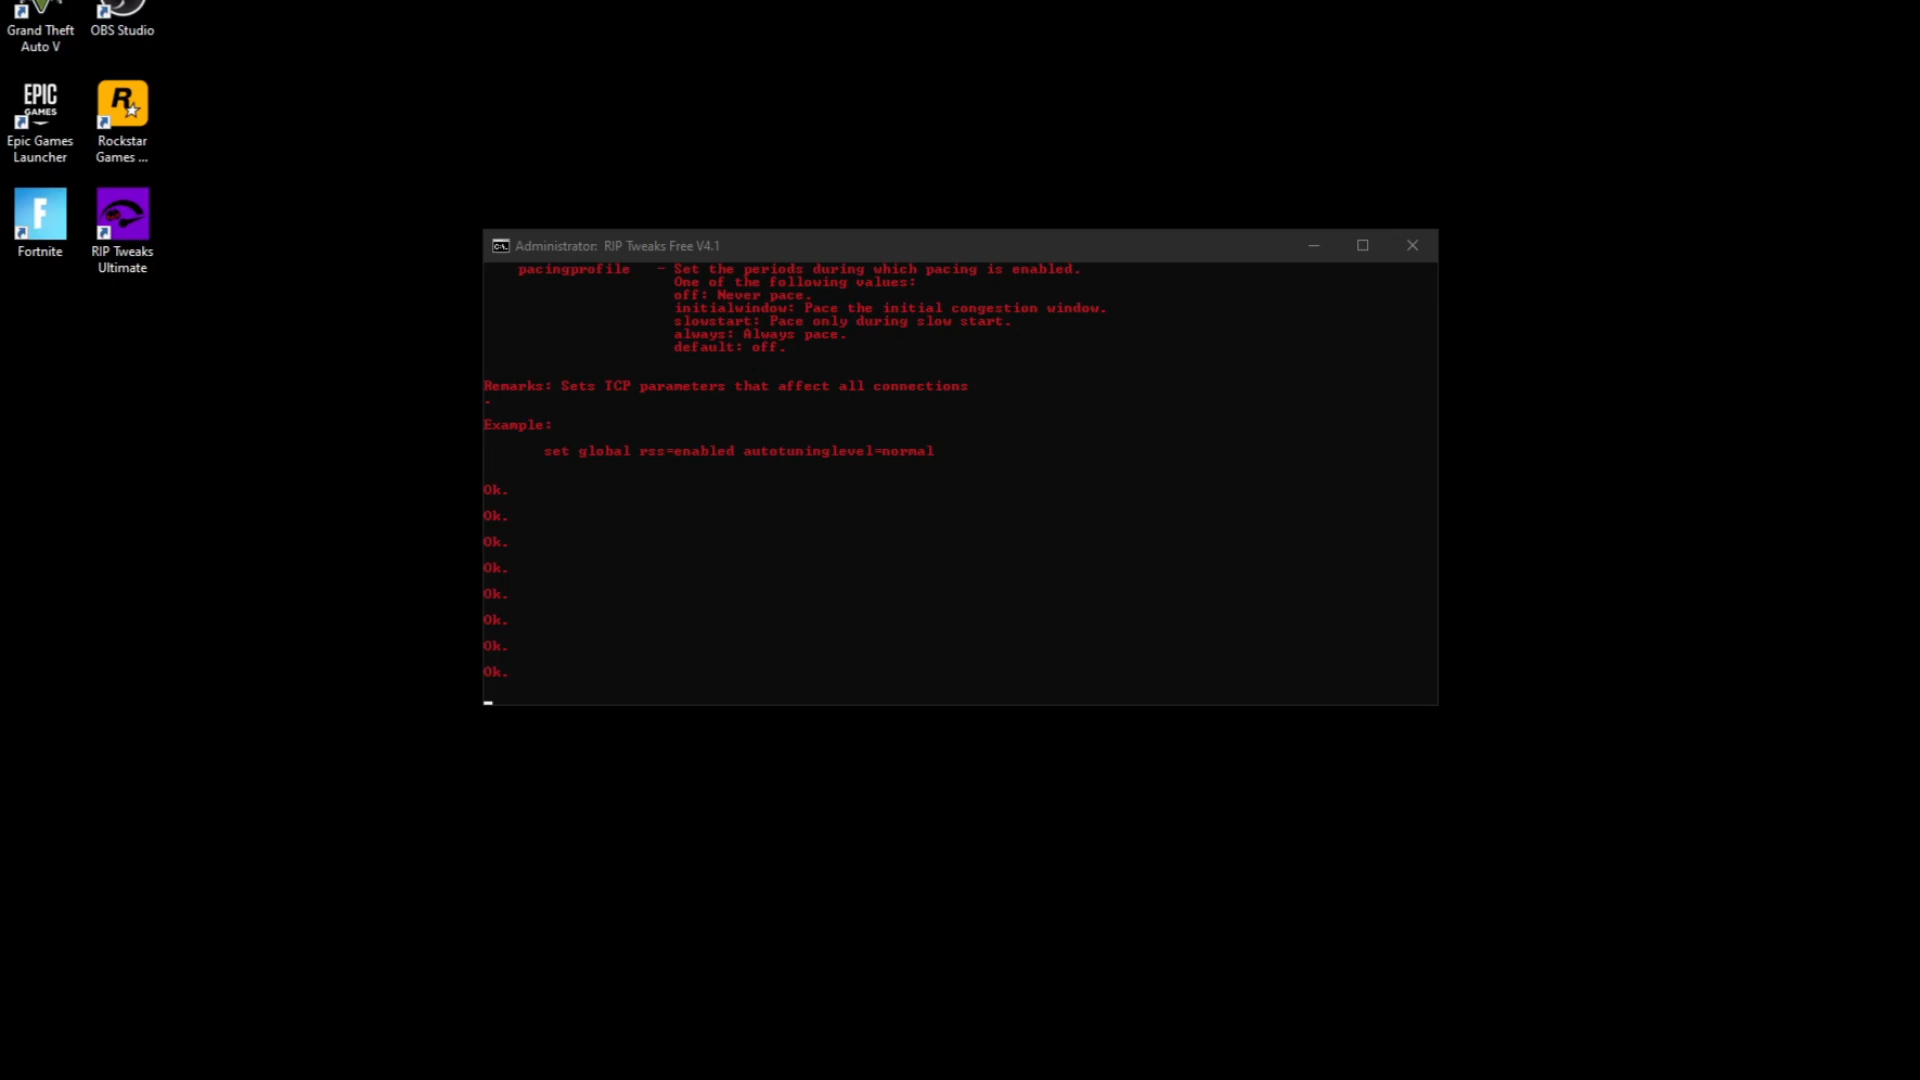 Grand Theft
Auto V
OBS Studio
EPIC
GAMES
Epic Games
Launcher
R
Rockstar
Games ...
F
Fortnite
RIP Tweaks
Ultimate
C:\.
Administrator:  RIP Tweaks Free V4.1
pacingprofile   - Set the periods during which pacing is enabled.
One of the following values:
off: Never pace.
initialwindow: Pace the initial congestion window.
slowstart: Pace only during slow start.
always: Always pace.
default: off.
Remarks: Sets TCP parameters that affect all connections
.
Example:
set global rss=enabled autotuninglevel=normal
Ok.
Ok.
Ok.
Ok.
Ok.
Ok.
Ok.
Ok.